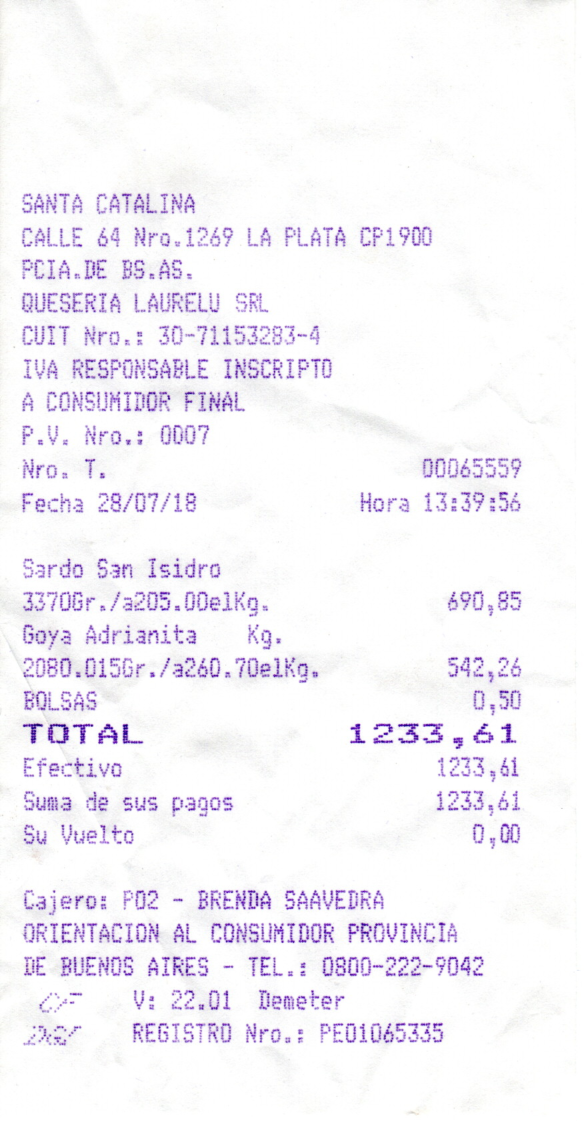 SANTA CATALINA
CALLE 64 Nro.1269 LA PLATA CP1900
PCIA.DE BS.AS.
QUESERIA LAURELU SRL
CUIT Nro.: 30-71153283-4
IVA RESPONSABLE INSCRIPTO
A CONSUMIDOR FINAL
P.V. Nro.: 0007
Nro. T. 00065559
Fecha 28/07/18 Hora 13:39:56
Sardo San Isidro
3370Gr./a205.00elKg. 690,85
Goya Adrianita Kg.
2080.015Gr./a260.70elKg. 542,26
BOLSAS 0,50
TOTAL 1233,61
Efectivo 1233,61
Suma de sus pagos 1233,61
Su Vuelto 0,00
Cajero: P02 - BRENDA SAAVEDRA
ORIENTACION AL CONSUMIDOR PROVINCIA
DE BUENOS AIRES - TEL.: 0800-222-9042
V: 22.01 Demeter
REGISTRO Nro.: PE01065335